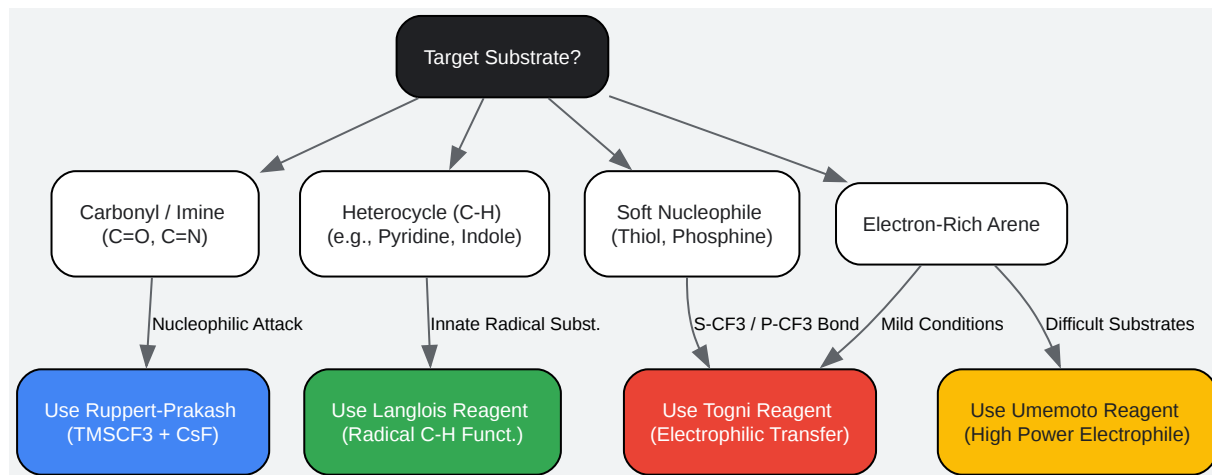 Target Substrate?
Carbonyl / Imine
(C=O, C=N)
Heterocycle (C-H)
(e.g., Pyridine, Indole)
Soft Nucleophile
(Thiol, Phosphine)
Electron-Rich Arene
Nucleophilic Attack
Innate Radical Subst.
S-CF3 / P-CF3 Bond
Mild Conditions
Difficult Substrates
Use Ruppert-Prakash
(TMSCF3 + CsF)
Use Langlois Reagent
(Radical C-H Funct.)
Use Togni Reagent
(Electrophilic Transfer)
Use Umemoto Reagent
(High Power Electrophile)